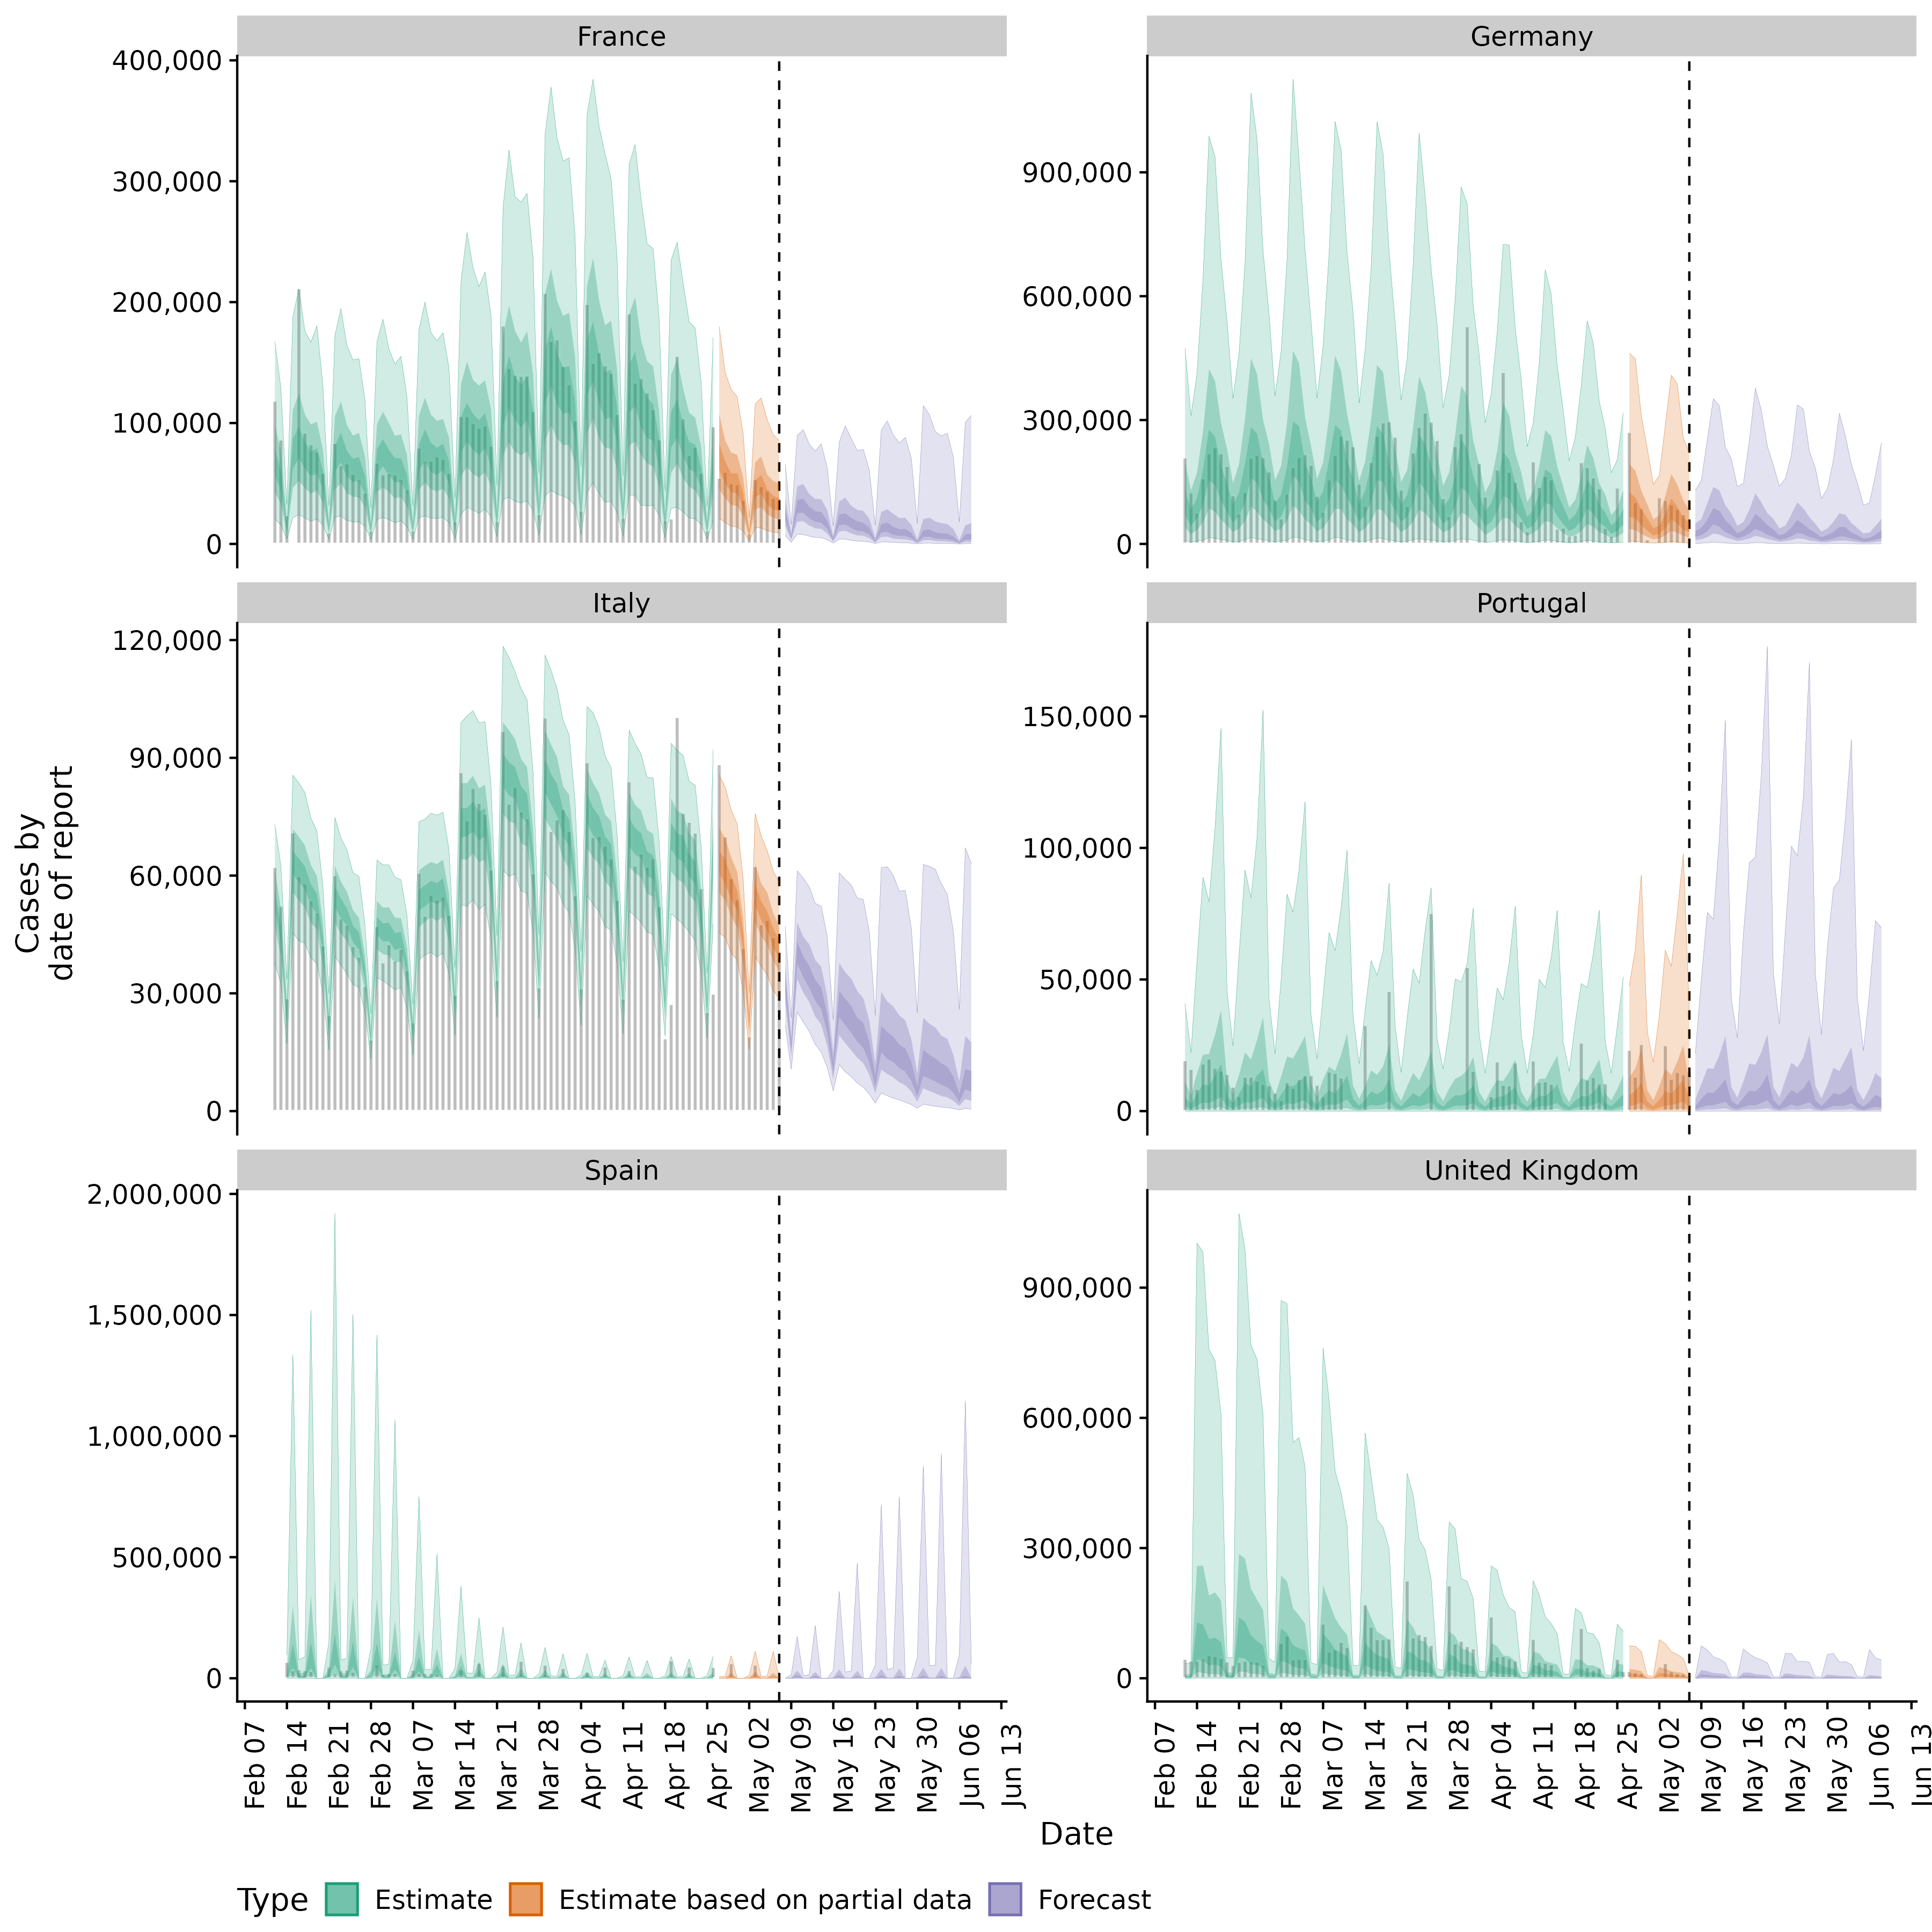 France
Germany
400,000
300,000
200,000
100,000
0
900,000
600,000
300,000
0
Italy
Portugal
120,000
90,000
60,000
30,000
0
150,000
100,000
50,000
0
Cases by
date of report
Spain
United Kingdom
2,000,000
1,500,000
1,000,000
500,000
0
900,000
600,000
300,000
0
Feb 07
Feb 14
Feb 21
Feb 28
Mar 07
Mar 14
Mar 21
Mar 28
Apr 04
Apr 11
Apr 18
Apr 25
May 02
May 09
May 16
May 23
May 30
Jun 06
Jun 13
Feb 07
Feb 14
Feb 21
Feb 28
Mar 07
Mar 14
Mar 21
Mar 28
Apr 04
Apr 11
Apr 18
Apr 25
May 02
May 09
May 16
May 23
May 30
Jun 06
Jun 13
Date
Type
Estimate
Estimate based on partial data
Forecast